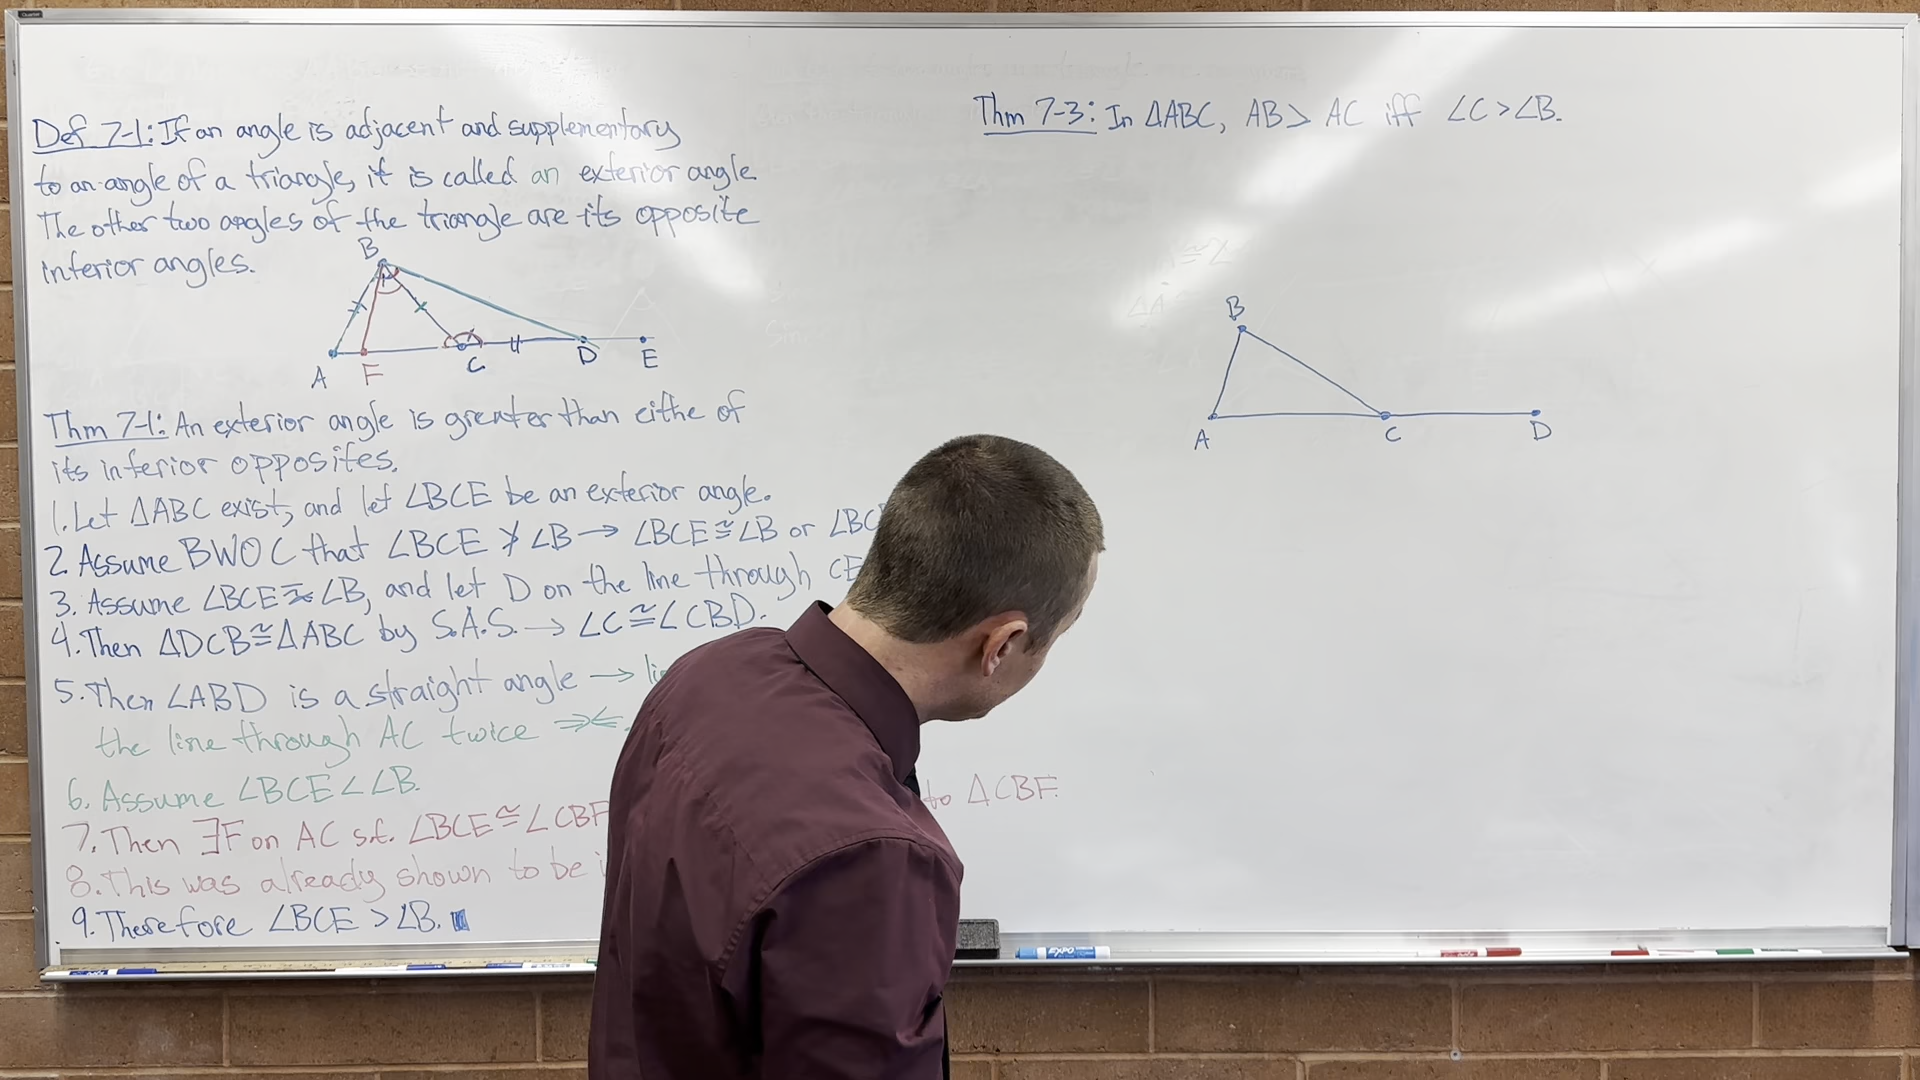 Def 7-1: If an angle is adjacent and supplementary
to an angle of a triangle, it is called an exterior angle.
The other two angles of the triangle are its opposite
interior angles.
B
A
F
C
D
E
Thm 7-1: An exterior angle is greater than eithe of
its interior opposites.
1. Let ΔABC exist, and let ∠BCE be an exterior angle.
2. Assume BWOC that ∠BCE ≯ ∠B → ∠BCE ≅ ∠B or
3. Assume ∠BCE ≅ ∠B, and let D on the line through CE
4. Then ΔDCB ≅ ΔABC by S.A.S. → ∠C ≅ ∠CBD.
5. Then ∠ABD is a straight angle →
the line through AC twice ⇒⇐.
6. Assume ∠BCE < ∠B.
7. Then ∃F on AC s.t. ∠BCE ≅ ∠CBF to ΔCBF.
8. This was already shown to be
9. Therefore ∠BCE > ∠B. ■
Thm 7-3: In ΔABC, AB > AC iff ∠C > ∠B.
B
A
C
D
EXPO